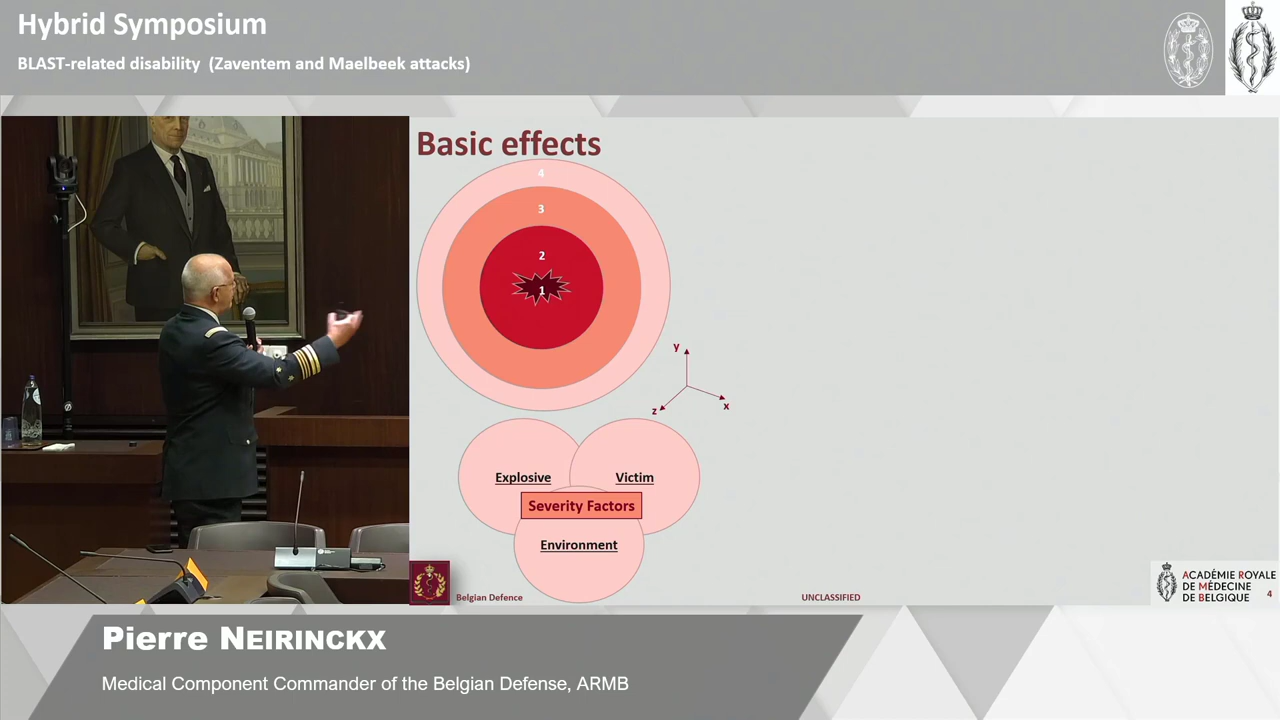 Hybrid Symposium
BLAST-related disability (Zaventem and Maelbeek attacks)
Basic effects
4
3
2
1
y
z
x
Explosive
Victim
Severity Factors
Environment
Belgian Defence
UNCLASSIFIED
ACADÉMIE ROYALE
DE MÉDECINE
DE BELGIQUE
4
Pierre NEIRINCKX
Medical Component Commander of the Belgian Defense, ARMB